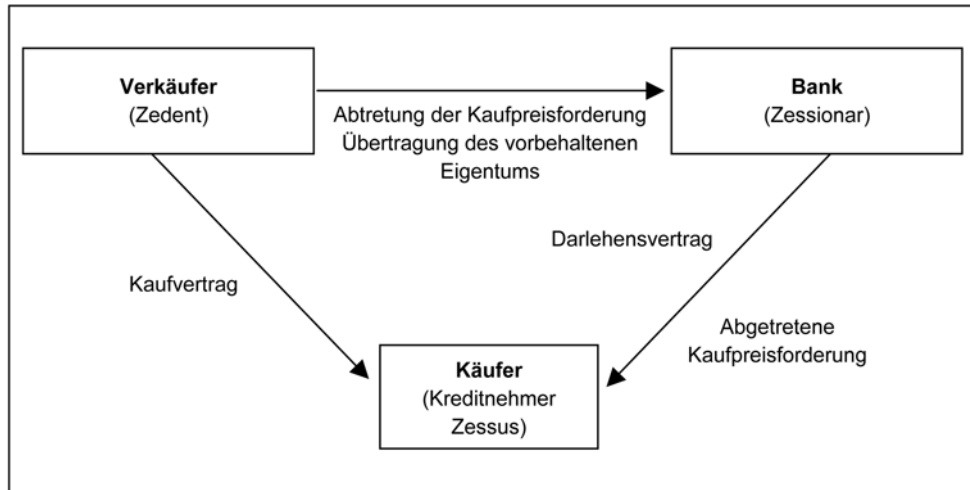 Verkäufer
(Zedent)
Abtretung der Kaufpreisforderung
Übertragung des vorbehaltenen
Eigentums
Bank
(Zessionar)
Kaufvertrag
Darlehensvertrag
Abgetretene
Kaufpreisforderung
Käufer
(Kreditnehmer
Zessus)